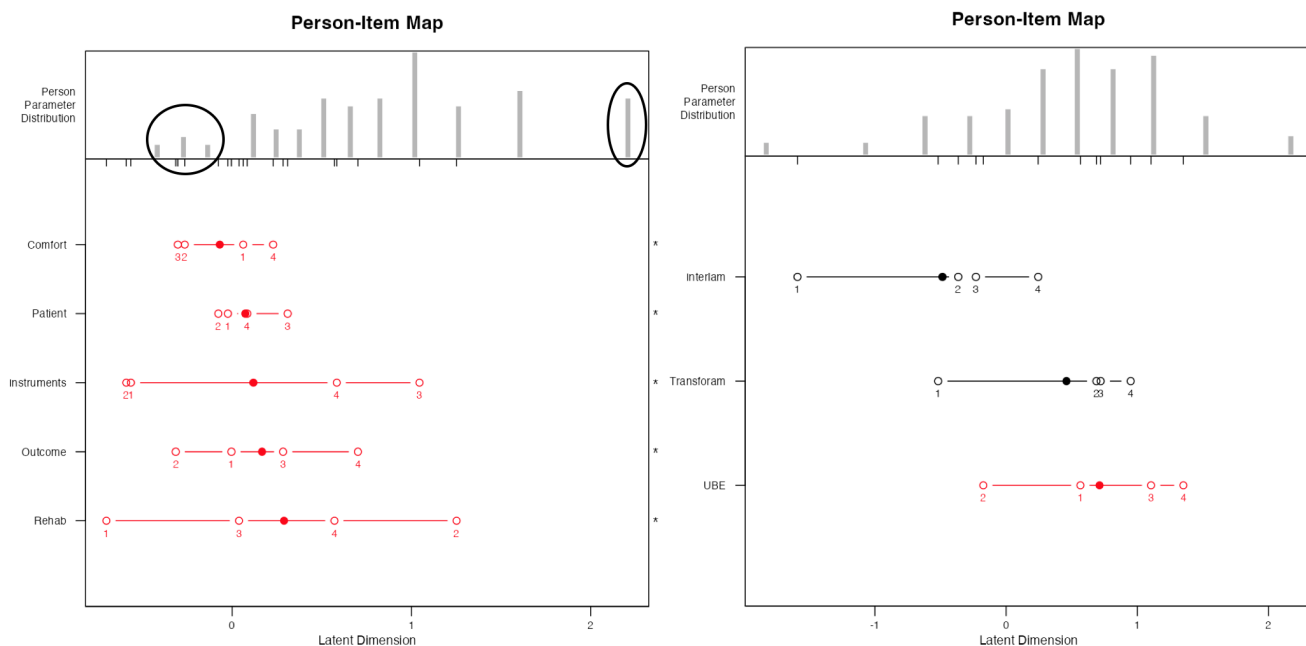 Person-Item Map
Person
Parameter
Distribution
Comfort
32
1
4
*
Patient
2
1
4
3
*
Instruments
21
4
3
*
Outcome
2
1
3
4
*
Rehab
1
3
4
2
*
0
1
2
Latent Dimension
Person-Item Map
Person
Parameter
Distribution
Interlam
1
2
3
4
Transforam
1
23
4
UBE
2
1
3
4
-1
0
1
2
Latent Dimension